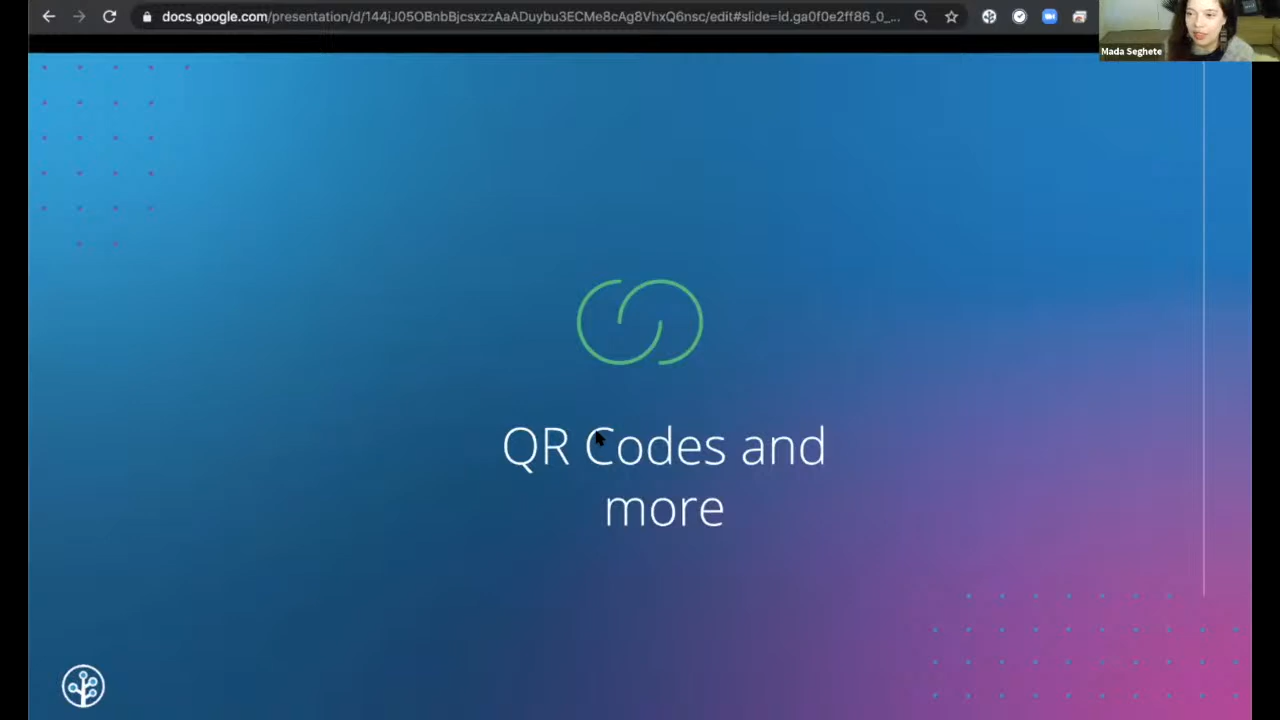 docs.google.com/presentation/d/144jJ05OBnbBjcsxzzAaADuybu3ECMe8cAg8VhxQ6nsc/edit#slide=id.ga0f0e2ff86_0_...
Mada Seghete
QR Codes and
more